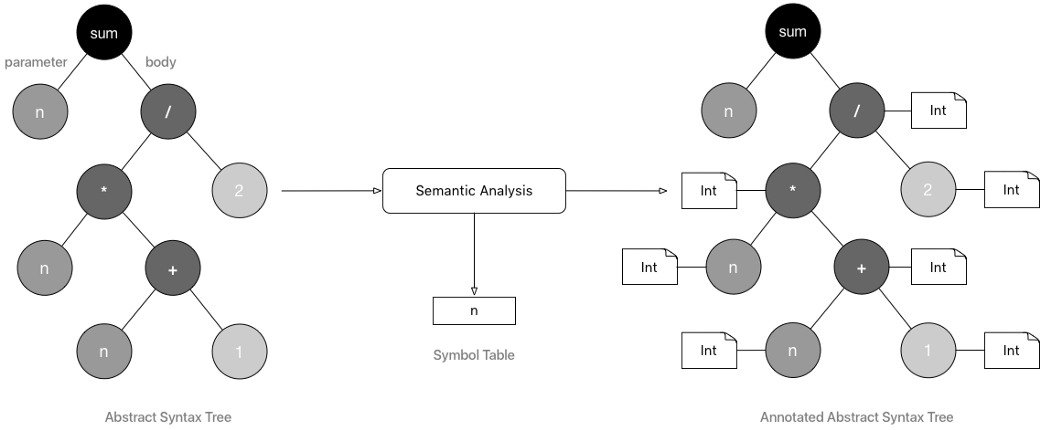 sum
sum
parameter
body
n
/
n
/
Int
*
2
Semantic Analysis
Int
*
2
Int
n
+
Int
n
+
Int
n
n
1
Int
n
1
Int
Symbol Table
Abstract Syntax Tree
Annotated Abstract Syntax Tree